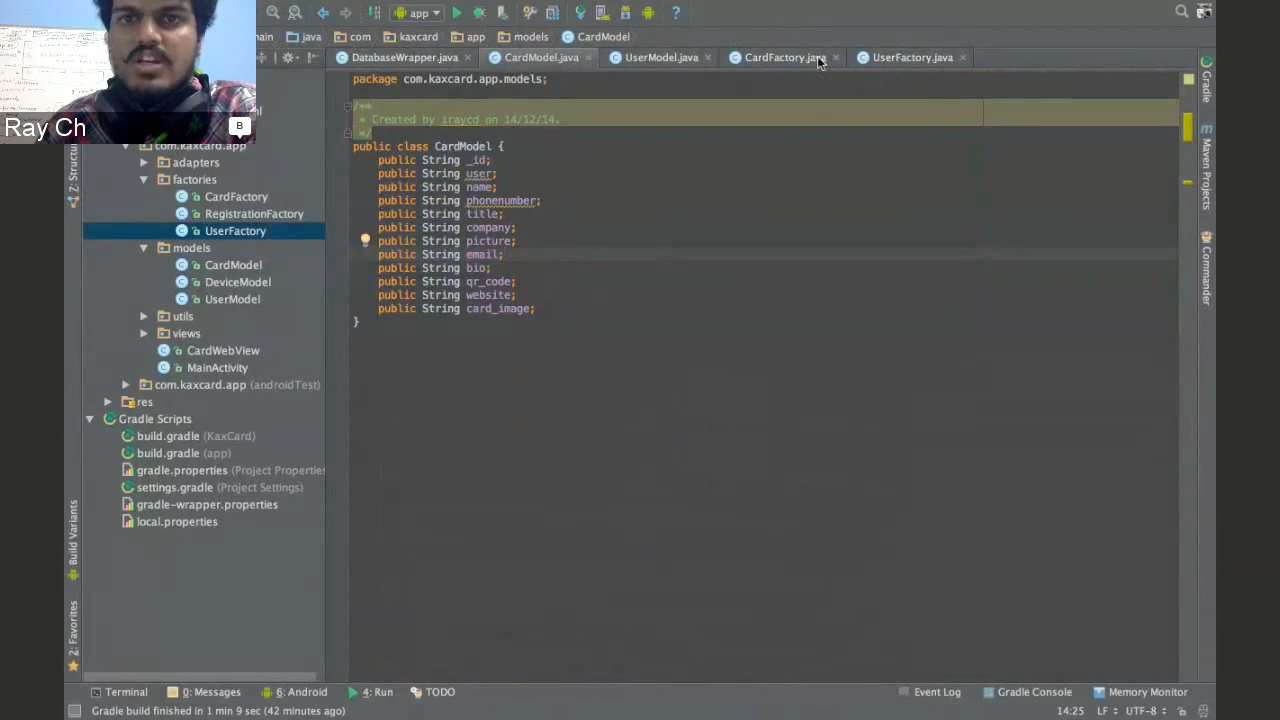 app
main java com kaxcard app models CardModel
DatabaseWrapper.java CardModel.java UserModel.java CardFactory.java UserFactory.java
Ray Ch
B
com.kaxcard.app
adapters
factories
CardFactory
RegistrationFactory
UserFactory
models
CardModel
DeviceModel
UserModel
utils
views
CardWebView
MainActivity
com.kaxcard.app (androidTest)
res
Gradle Scripts
build.gradle (KaxCard)
build.gradle (app)
gradle.properties (Project Properties
settings.gradle (Project Settings)
gradle-wrapper.properties
local.properties
package com.kaxcard.app.models;
/**
* Created by iraycd on 14/12/14.
*/
public class CardModel {
public String _id;
public String user;
public String name;
public String phonenumber;
public String title;
public String company;
public String picture;
public String email;
public String bio;
public String qr_code;
public String website;
public String card_image;
}
Build Variants
2: Favorites
Gradle
Maven Projects
Commander
Terminal 0: Messages 6: Android 4: Run TODO Event Log Gradle Console Memory Monitor
Gradle build finished in 1 min 9 sec (42 minutes ago) 14:25 LF UTF-8